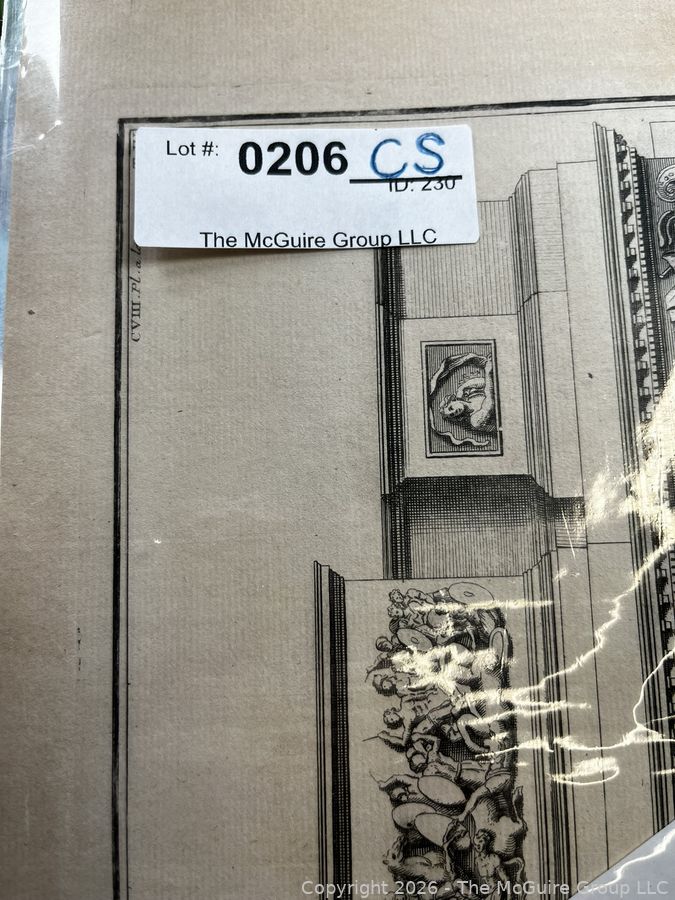 Lot #: 0206 CS
ID: 230
The McGuire Group LLC
CVIII Pl. a
Copyright 2026 - The McGuire Group LLC